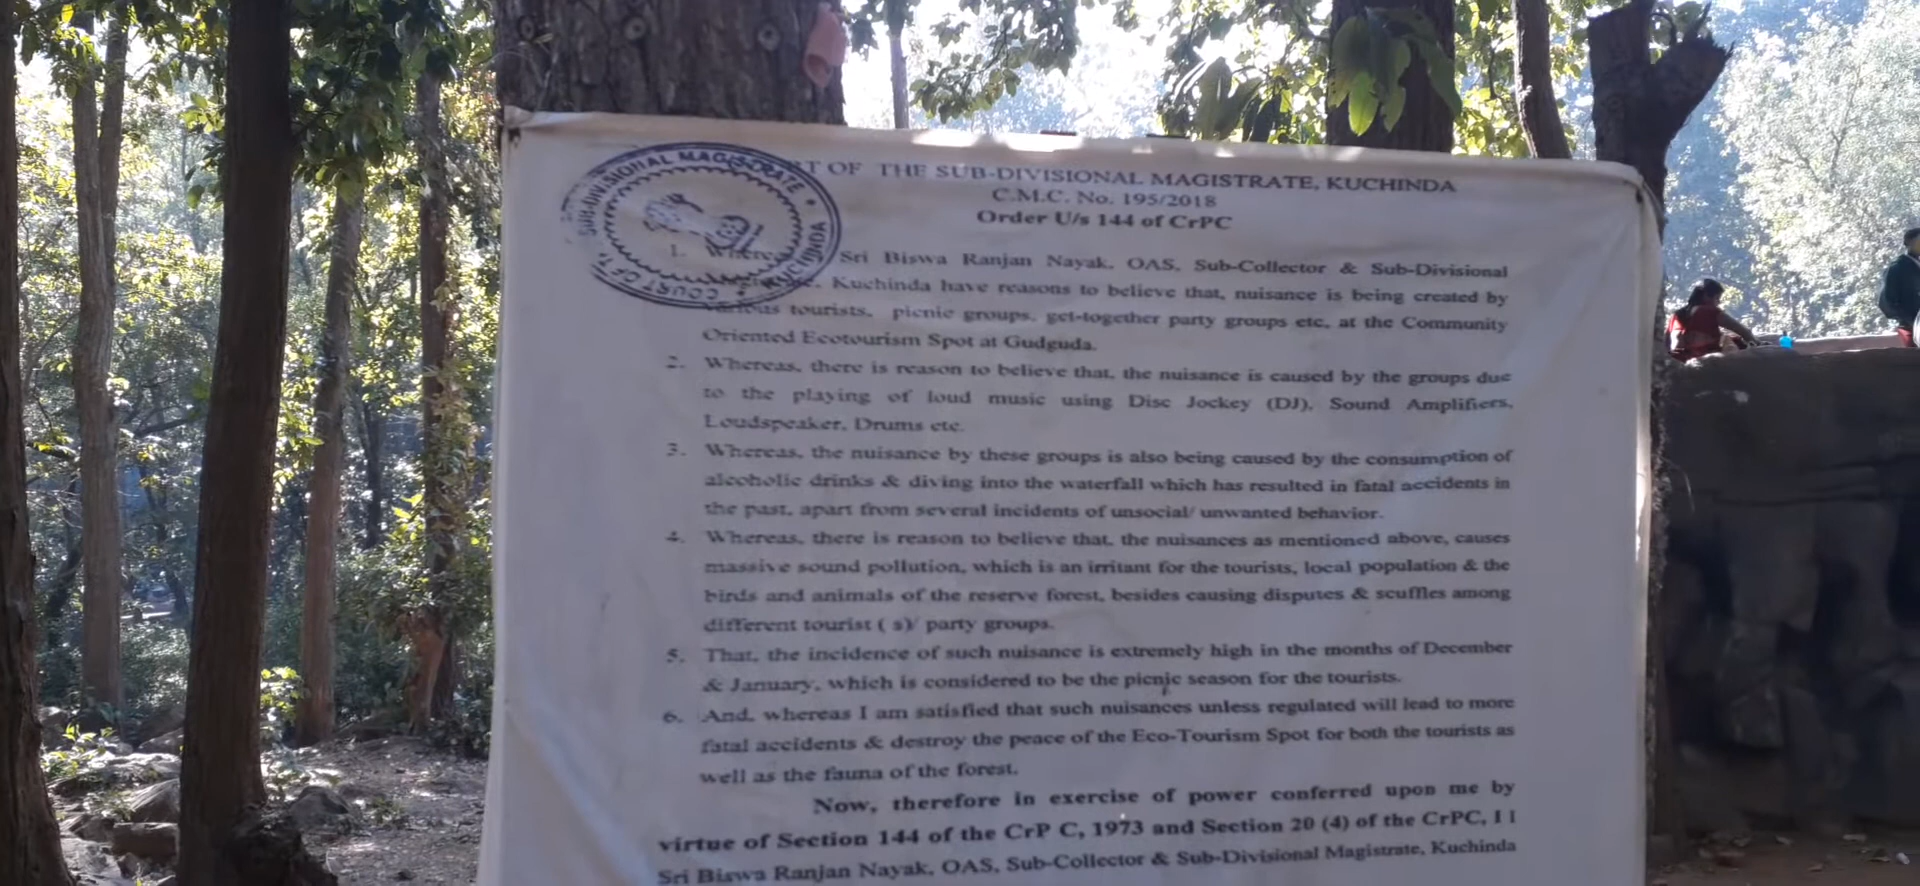 COURT OF T SUB-DIVISIONAL MAGISTRATE * KUCHINDA
RT OF THE SUB-DIVISIONAL MAGISTRATE, KUCHINDA
C.M.C. No. 195/2018
Order U/s 144 of CrPC
1. Sri Biswa Ranjan Nayak, OAS, Sub-Collector & Sub-Divisional
Kuchinda have reasons to believe that, nuisance is being created by
tourists, picnic groups, get-together party groups etc, at the Community
Oriented Ecotourism Spot at Gudguda.
2. Whereas, there is reason to believe that, the nuisance is caused by the groups due
to the playing of loud music using Disc Jockey (DJ), Sound Amplifiers,
Loudspeaker, Drums etc.
3. Whereas, the nuisance by these groups is also being caused by the consumption of
alcoholic drinks & diving into the waterfall which has resulted in fatal accidents in
the past, apart from several incidents of unsocial/ unwanted behavior.
4. Whereas, there is reason to believe that, the nuisances as mentioned above, causes
massive sound pollution, which is an irritant for the tourists, local population & the
birds and animals of the reserve forest, besides causing disputes & scuffles among
different tourist ( s)/ party groups.
5. That, the incidence of such nuisance is extremely high in the months of December
& January, which is considered to be the picnic season for the tourists.
6. And, whereas I am satisfied that such nuisances unless regulated will lead to more
fatal accidents & destroy the peace of the Eco-Tourism Spot for both the tourists as
well as the fauna of the forest.
Now, therefore in exercise of power conferred upon me by
virtue of Section 144 of the CrP C, 1973 and Section 20 (4) of the CrPC, I I
Sri Biswa Ranjan Nayak, OAS, Sub-Collector & Sub-Divisional Magistrate, Kuchinda